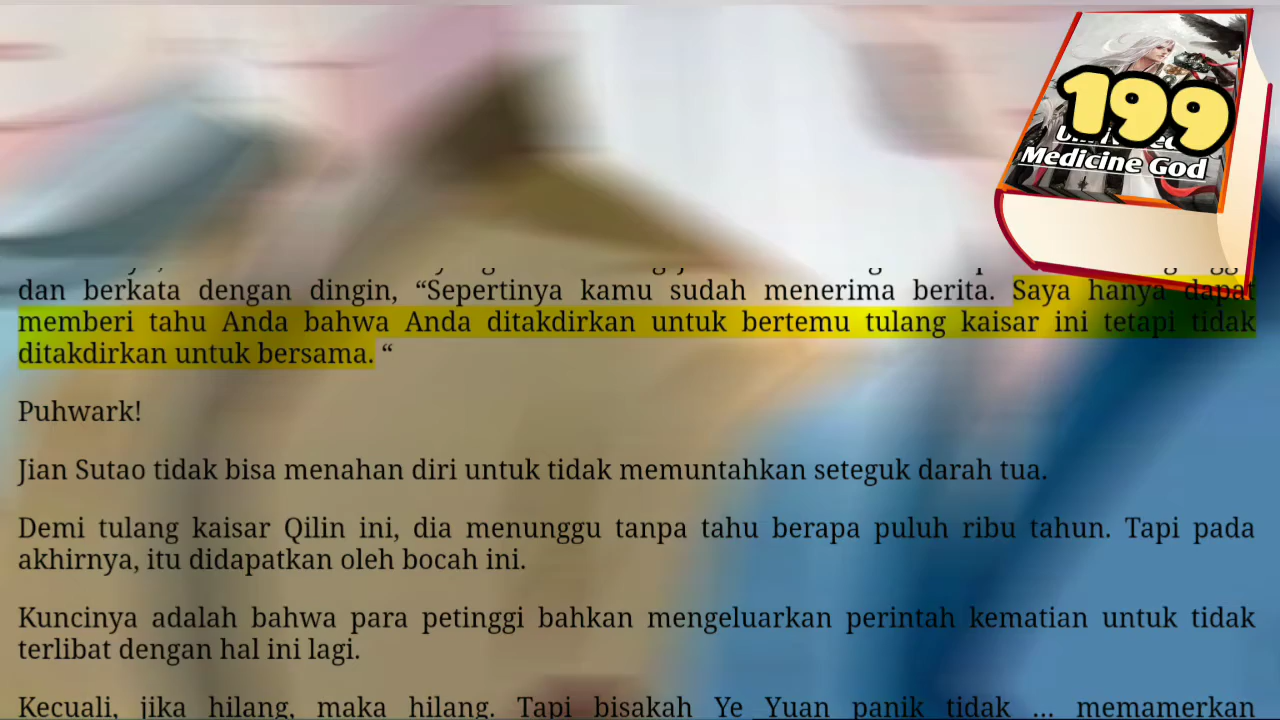 199
Medicine God
dan berkata dengan dingin, “Sepertinya kamu sudah menerima berita. Saya hanya dapat
memberi tahu Anda bahwa Anda ditakdirkan untuk bertemu tulang kaisar ini tetapi tidak
ditakdirkan untuk bersama. “
Puhwark!
Jian Sutao tidak bisa menahan diri untuk tidak memuntahkan seteguk darah tua.
Demi tulang kaisar Qilin ini, dia menunggu tanpa tahu berapa puluh ribu tahun. Tapi pada
akhirnya, itu didapatkan oleh bocah ini.
Kuncinya adalah bahwa para petinggi bahkan mengeluarkan perintah kematian untuk tidak
terlibat dengan hal ini lagi.
Kecuali, jika hilang, maka hilang. Tapi bisakah Ye Yuan panik tidak ... memamerkan